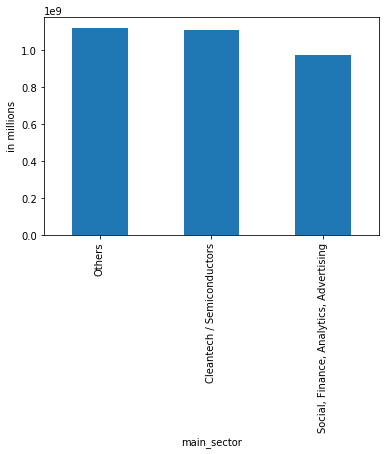 1e9
in millions
1.0
0.8
0.6
0.4
0.2
0.0
Others
Cleantech / Semiconductors
Social, Finance, Analytics, Advertising
main_sector